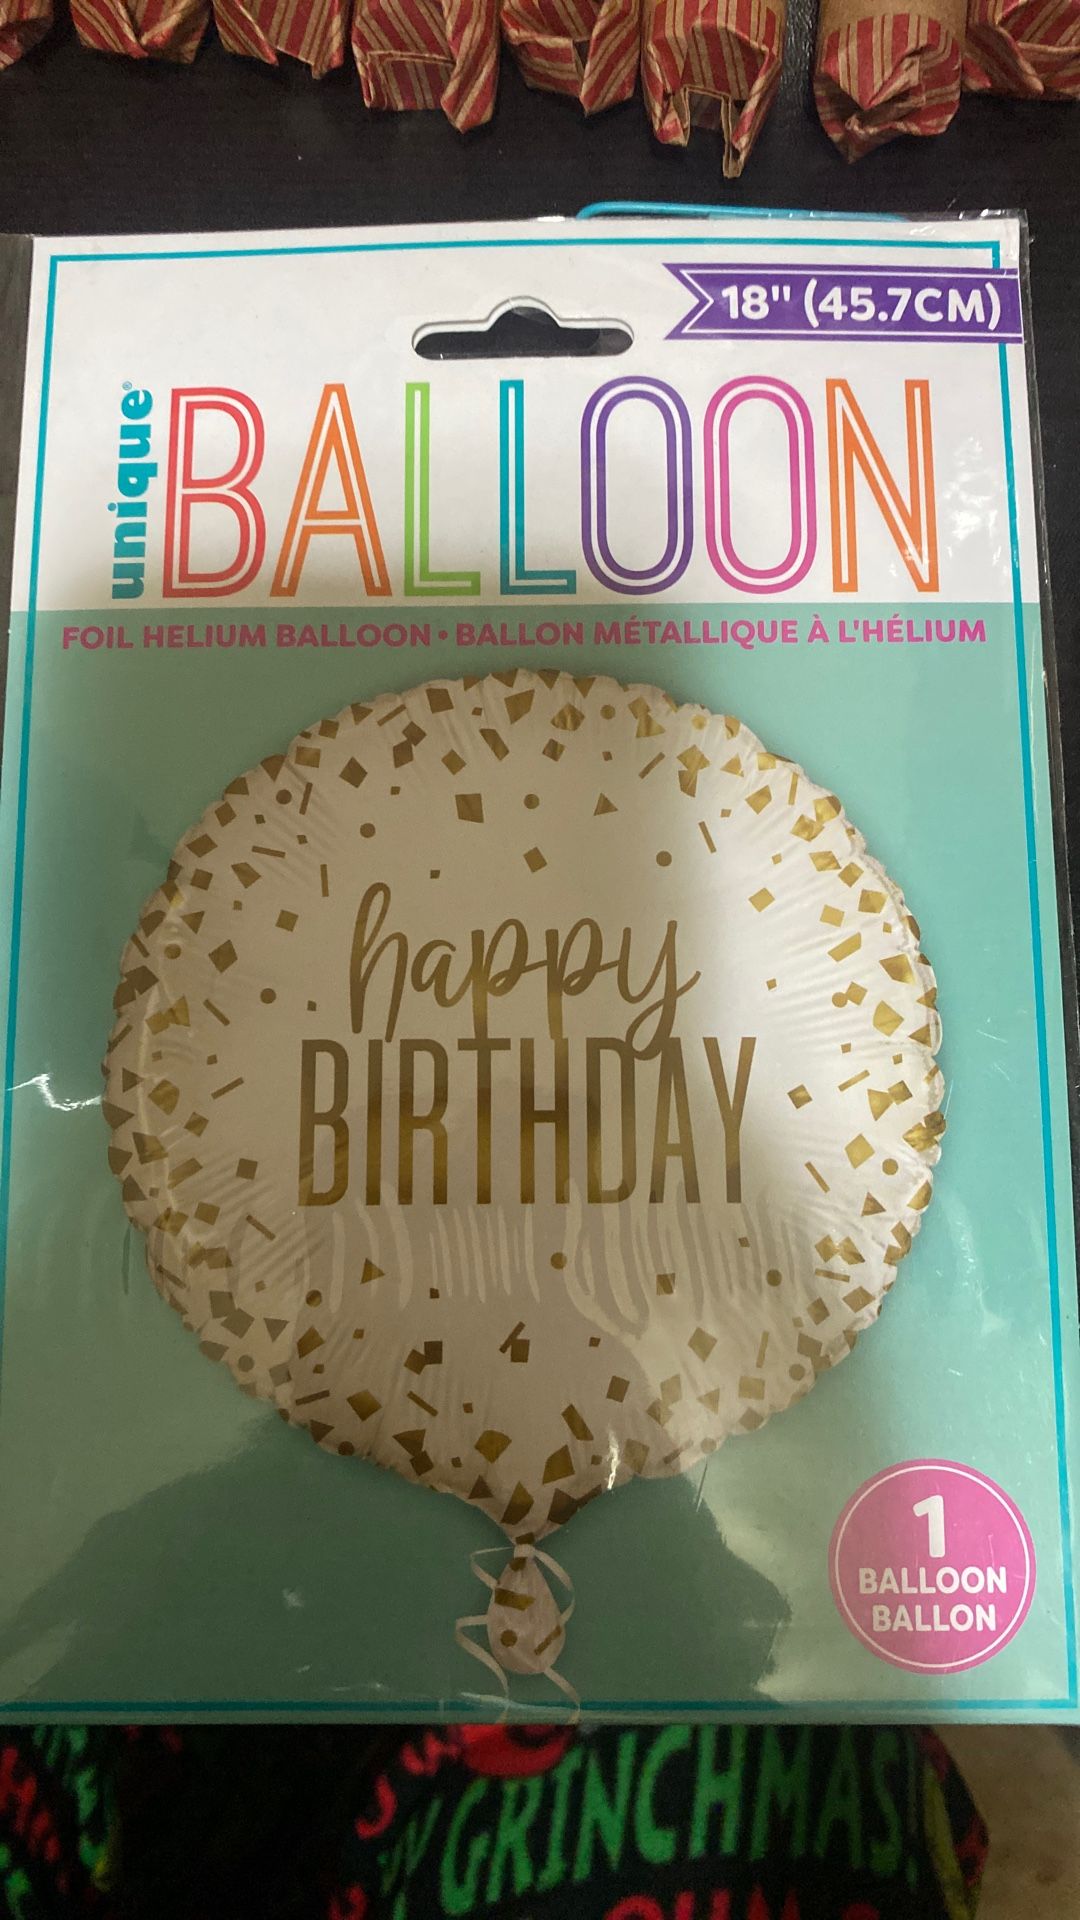 18" (45.7CM)
unique®
BALLOON
FOIL HELIUM BALLOON • BALLON MÉTALLIQUE À L'HÉLIUM
happy
BIRTHDAY
1
BALLOON
BALLON
GRINCHMAS!